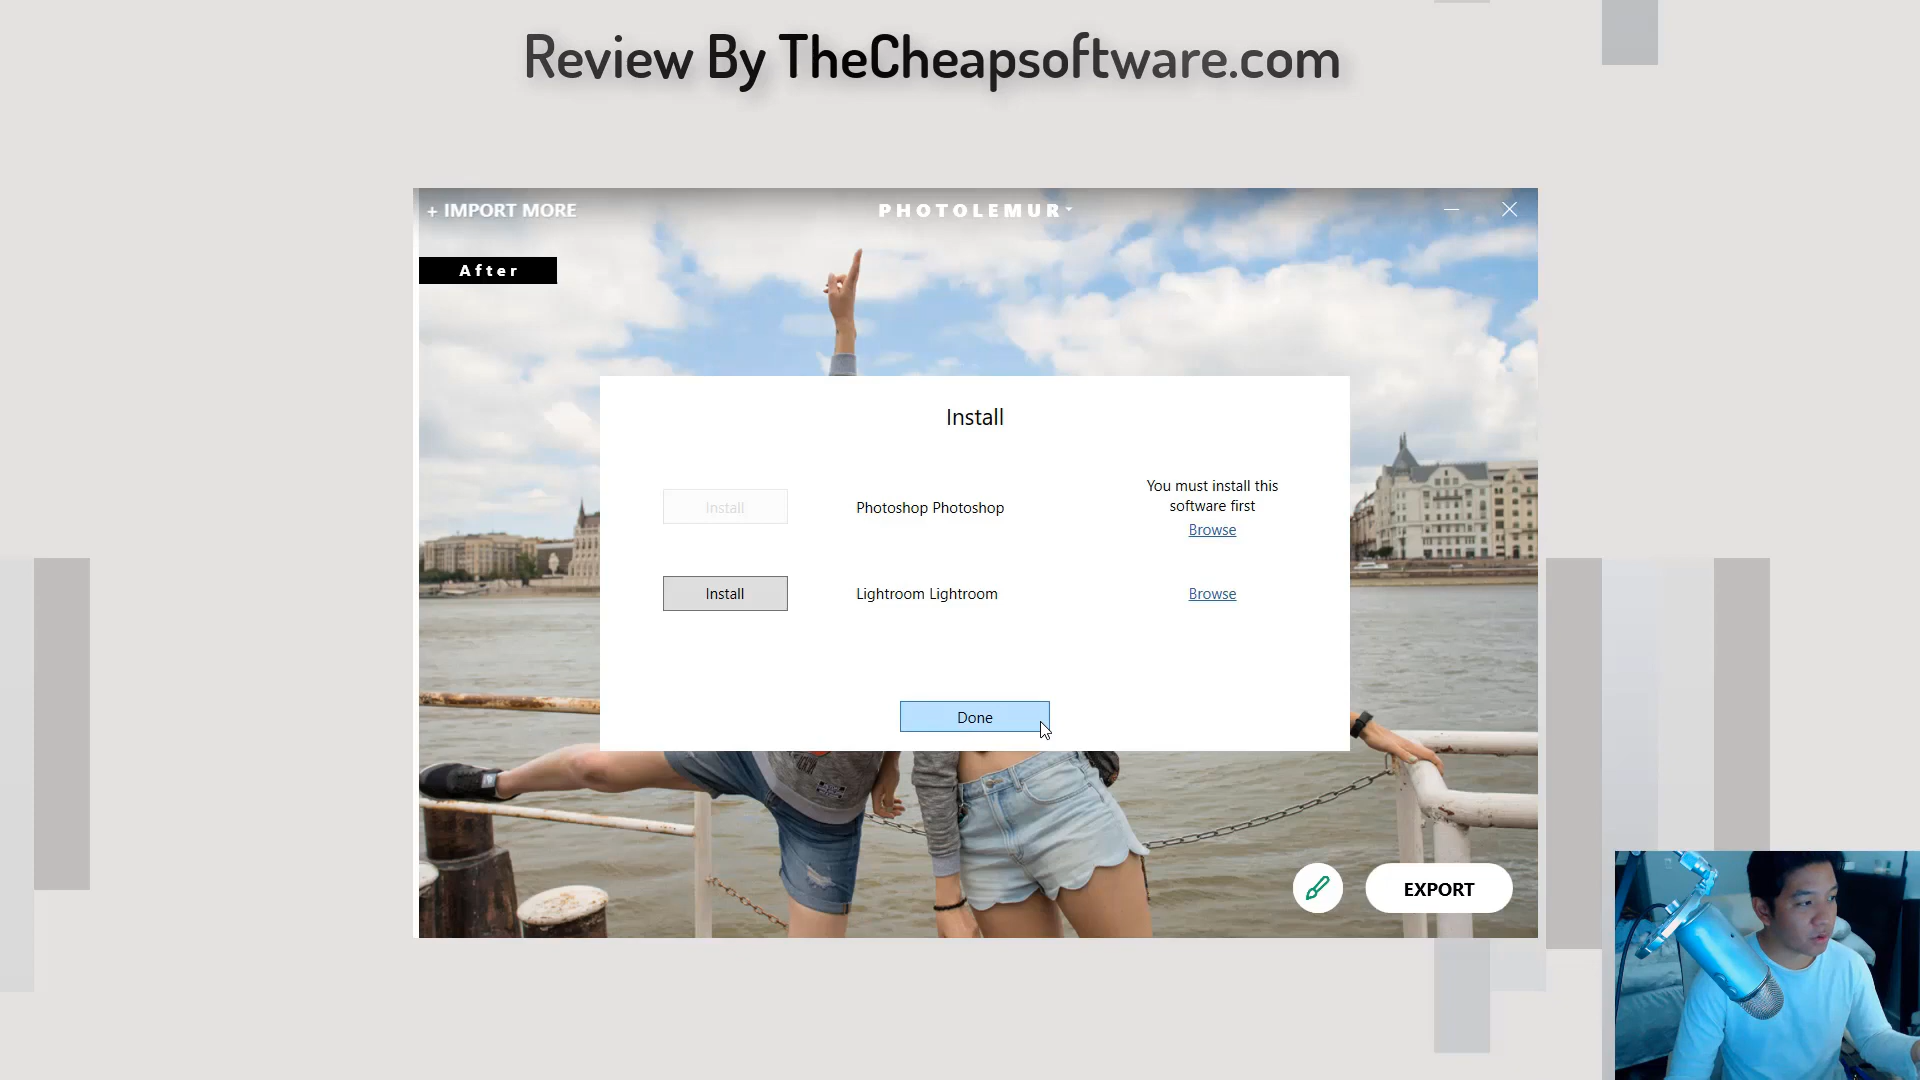 Review By TheCheapsoftware.com
+ IMPORT MORE
PHOTOLEMUR
After
Install
Install
Photoshop Photoshop
You must install this
software first
Browse
Install
Lightroom Lightroom
Browse
Done
EXPORT